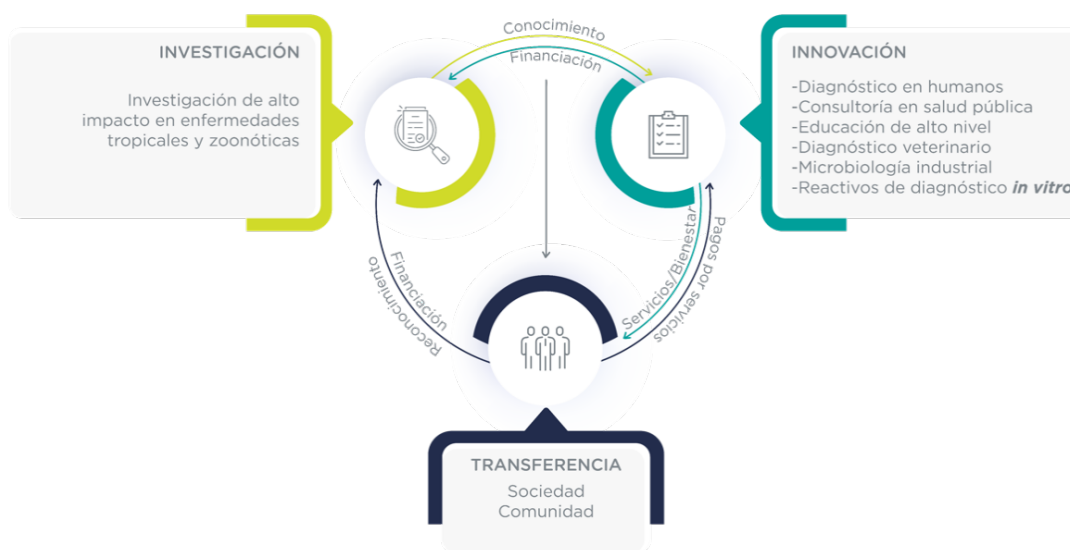 INVESTIGACIÓN
Investigación de alto
impacto en enfermedades
tropicales y zoonóticas
Conocimiento
Financiación
INNOVACIÓN
-Diagnóstico en humanos
-Consultoría en salud pública
-Educación de alto nivel
-Diagnóstico veterinario
-Microbiología industrial
-Reactivos de diagnóstico in vitro
Financiación
Reconocimiento
Servicios/Bienestar
Pagos por servicios
TRANSFERENCIA
Sociedad
Comunidad